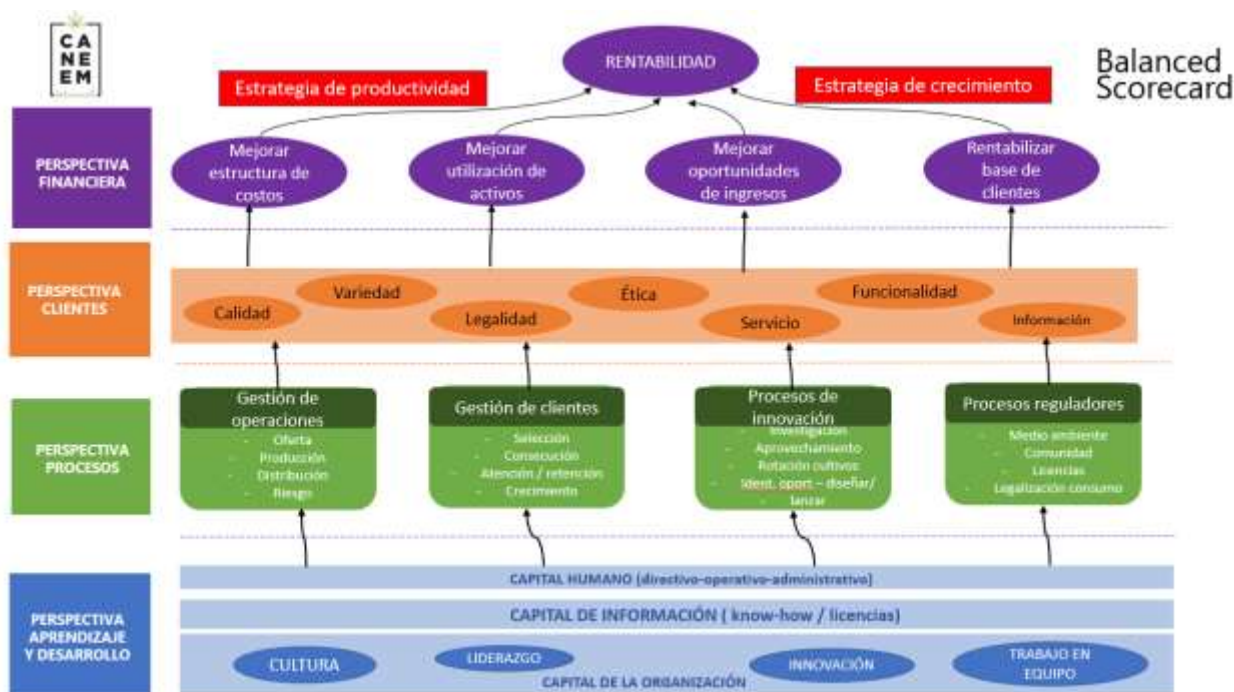 CA
NE
EM
RENTABILIDAD
Balanced
Scorecard
Estrategia de productividad
Estrategia de crecimiento
PERSPECTIVA
FINANCIERA
Mejorar
estructura de
costos
Mejorar
utilización de
activos
Mejorar
oportunidades
de ingresos
Rentabilizar
base de
clientes
PERSPECTIVA
CLIENTES
Calidad
Variedad
Legalidad
Ética
Servicio
Funcionalidad
Información
PERSPECTIVA
PROCESOS
Gestión de
operaciones
- Oferta
- Producción
- Distribución
- Riesgo
Gestión de clientes
- Selección
- Consecución
- Atención / retención
- Crecimiento
Procesos de
innovación
- Investigación
- Aprovechamiento
- Rotación cultivos
- Ident. oport – diseñar/
- lanzar
Procesos reguladores
- Medio ambiente
- Comunidad
- Licencias
- Legalización consumo
PERSPECTIVA
APRENDIZAJE
Y DESARROLLO
CAPITAL HUMANO (directivo-operativo-administrativo)
CAPITAL DE INFORMACIÓN ( know-how / licencias)
CULTURA
LIDERAZGO
INNOVACIÓN
TRABAJO EN
EQUIPO
CAPITAL DE LA ORGANIZACIÓN